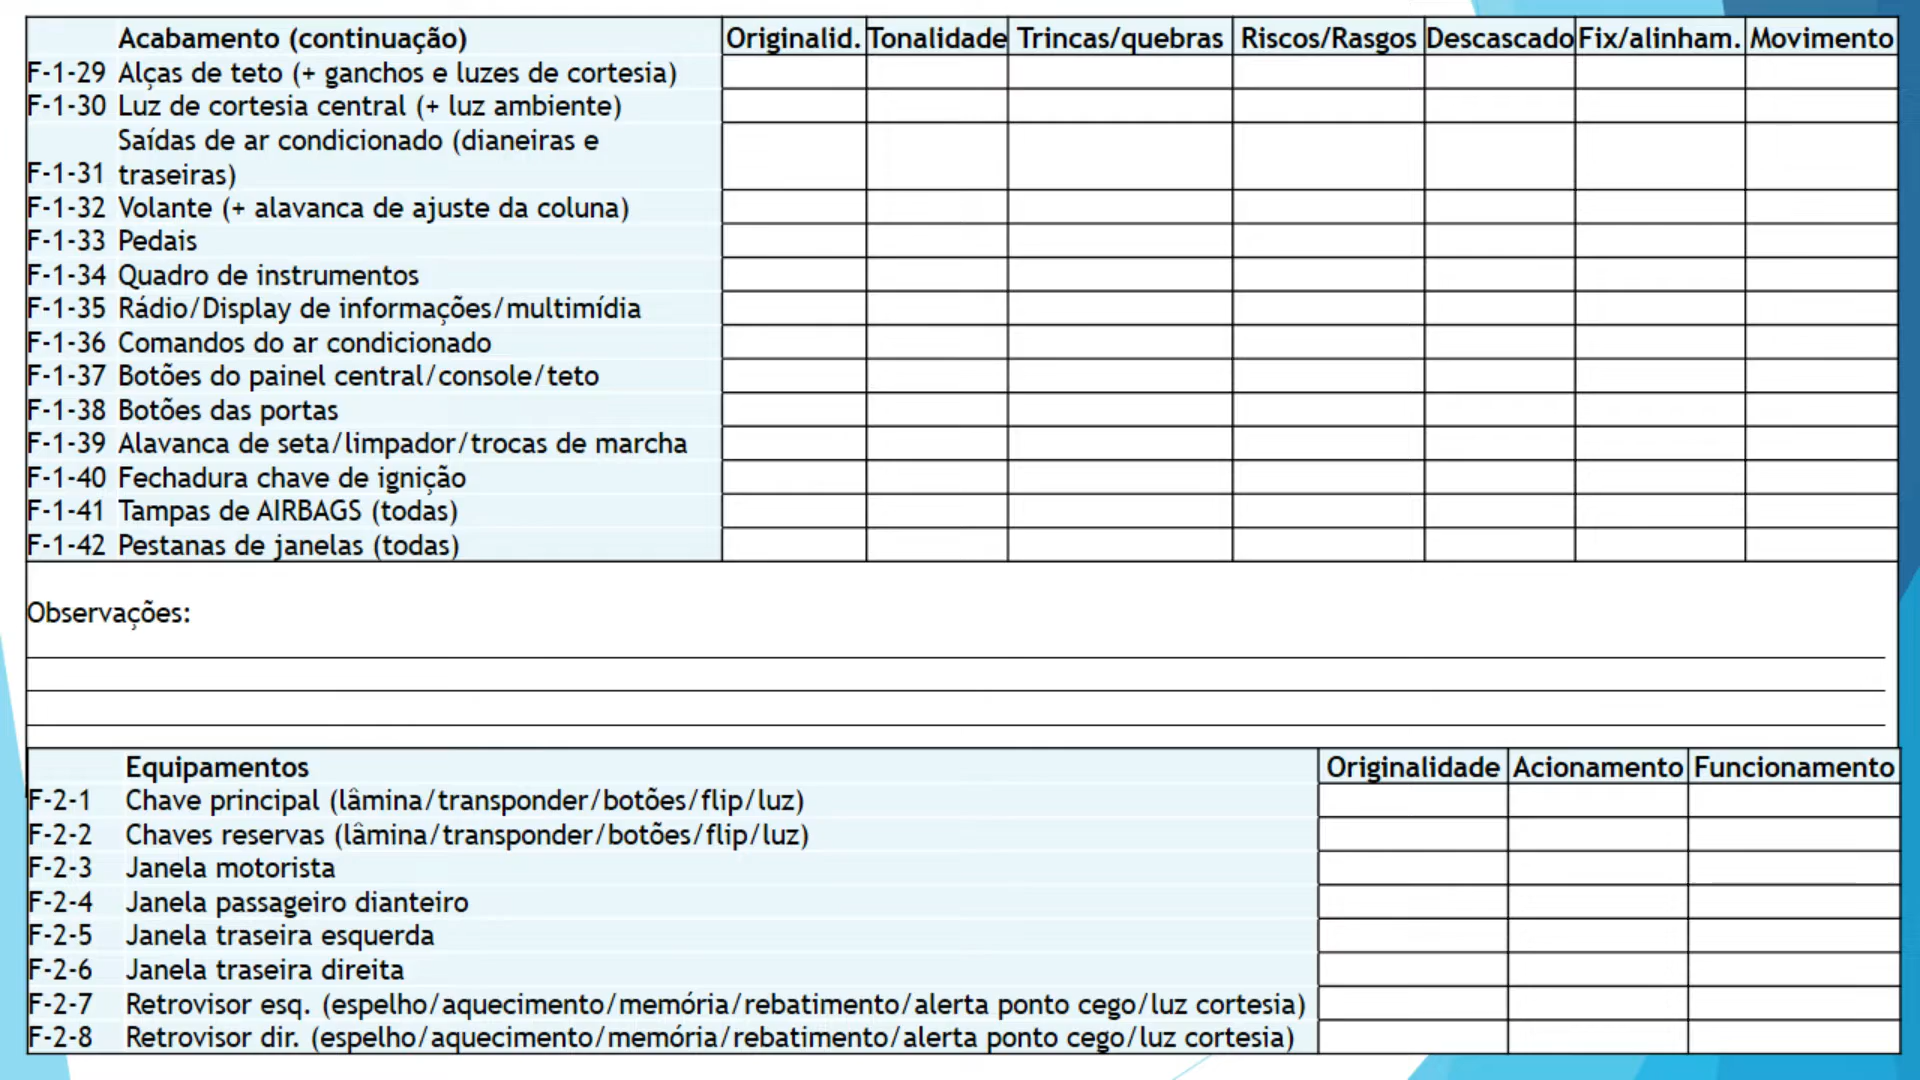 Acabamento (continuação) Originalid. Tonalidade Trincas/quebras Riscos/Rasgos Descascado Fix/alinham. Movimento
F-1-29 Alças de teto (+ ganchos e luzes de cortesia)
F-1-30 Luz de cortesia central (+ luz ambiente)
Saídas de ar condicionado (dianeiras e
F-1-31 traseiras)
F-1-32 Volante (+ alavanca de ajuste da coluna)
F-1-33 Pedais
F-1-34 Quadro de instrumentos
F-1-35 Rádio/Display de informações/multimídia
F-1-36 Comandos do ar condicionado
F-1-37 Botões do painel central/console/teto
F-1-38 Botões das portas
F-1-39 Alavanca de seta/limpador/trocas de marcha
F-1-40 Fechadura chave de ignição
F-1-41 Tampas de AIRBAGS (todas)
F-1-42 Pestanas de janelas (todas)
Observações:
Equipamentos Originalidade Acionamento Funcionamento
F-2-1 Chave principal (lâmina/transponder/botões/flip/luz)
F-2-2 Chaves reservas (lâmina/transponder/botões/flip/luz)
F-2-3 Janela motorista
F-2-4 Janela passageiro dianteiro
F-2-5 Janela traseira esquerda
F-2-6 Janela traseira direita
F-2-7 Retrovisor esq. (espelho/aquecimento/memória/rebatimento/alerta ponto cego/luz cortesia)
F-2-8 Retrovisor dir. (espelho/aquecimento/memória/rebatimento/alerta ponto cego/luz cortesia)